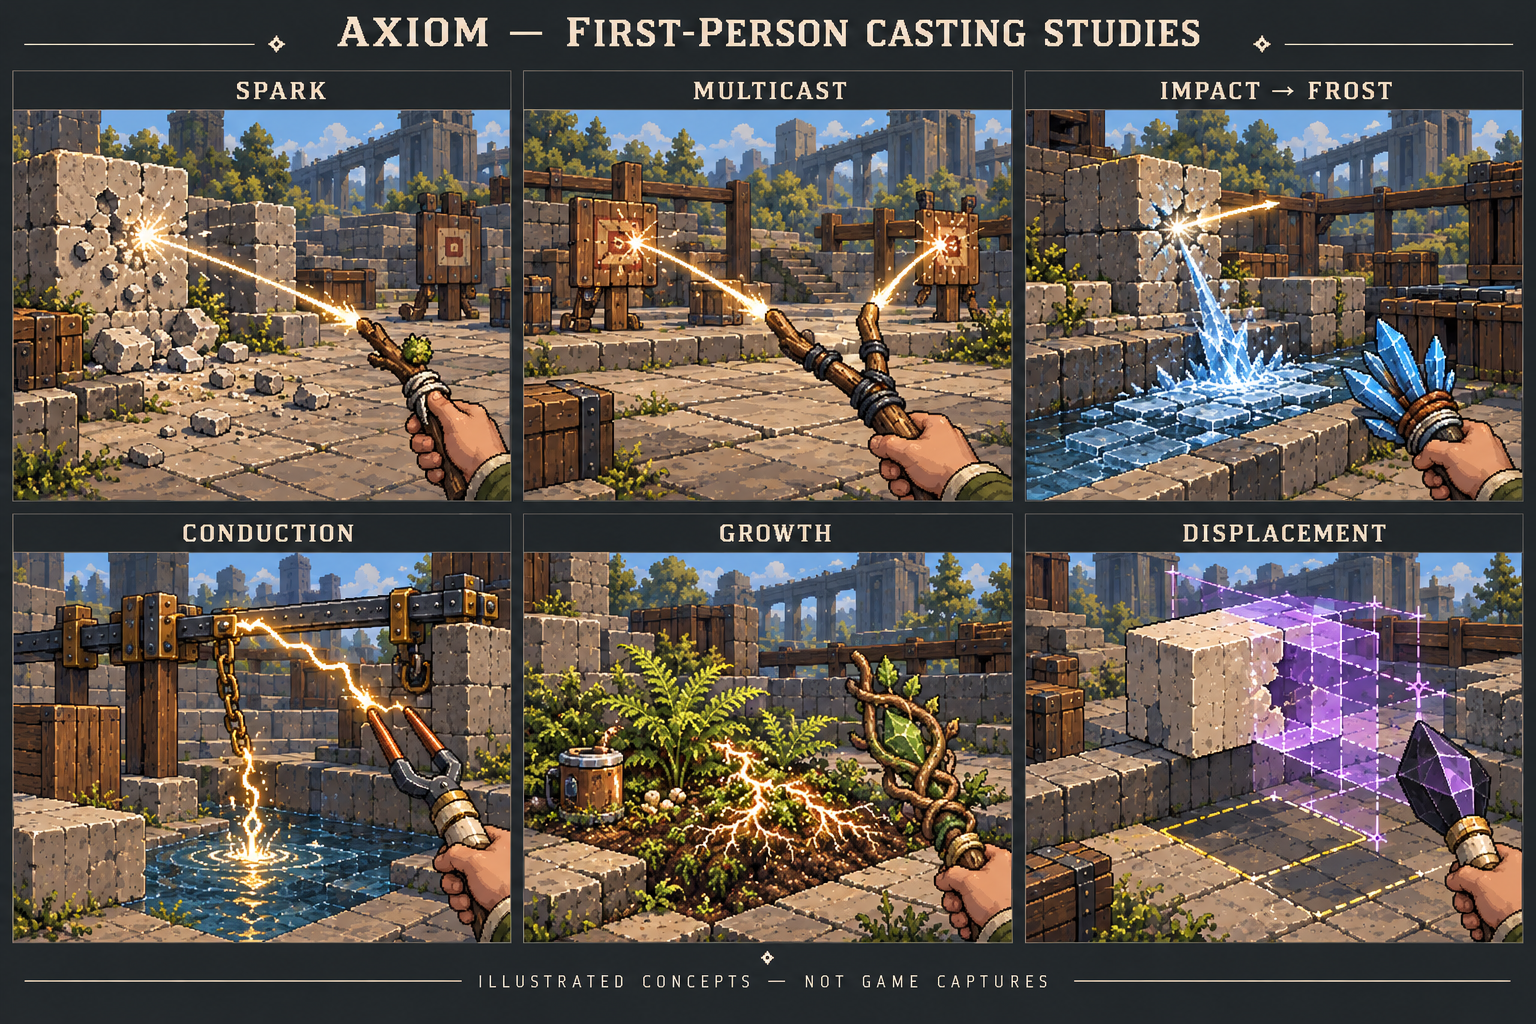 AXIOM — FIRST-PERSON CASTING STUDIES
SPARK
MULTICAST
IMPACT → FROST
CONDUCTION
GROWTH
DISPLACEMENT
ILLUSTRATED CONCEPTS — NOT GAME CAPTURES